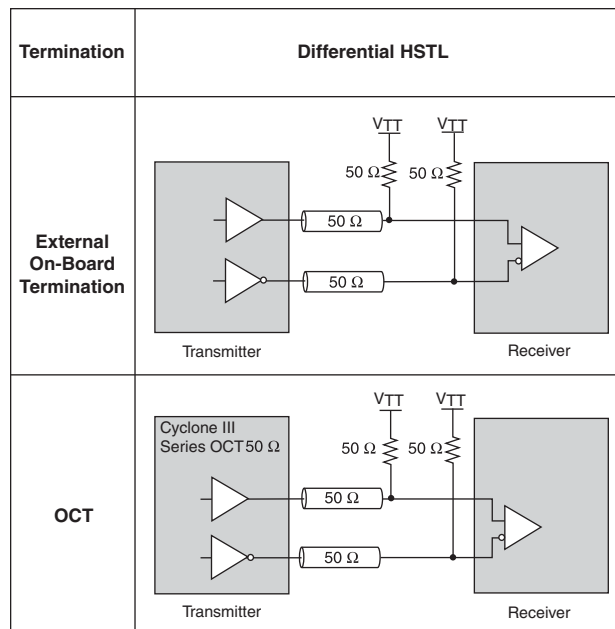 Termination
Differential HSTL
External
On-Board
Termination
VTT
VTT
50 Ω
50 Ω
50 Ω
50 Ω
Transmitter
Receiver
OCT
Cyclone III
Series OCT 50 Ω
VTT
VTT
50 Ω
50 Ω
50 Ω
50 Ω
Transmitter
Receiver